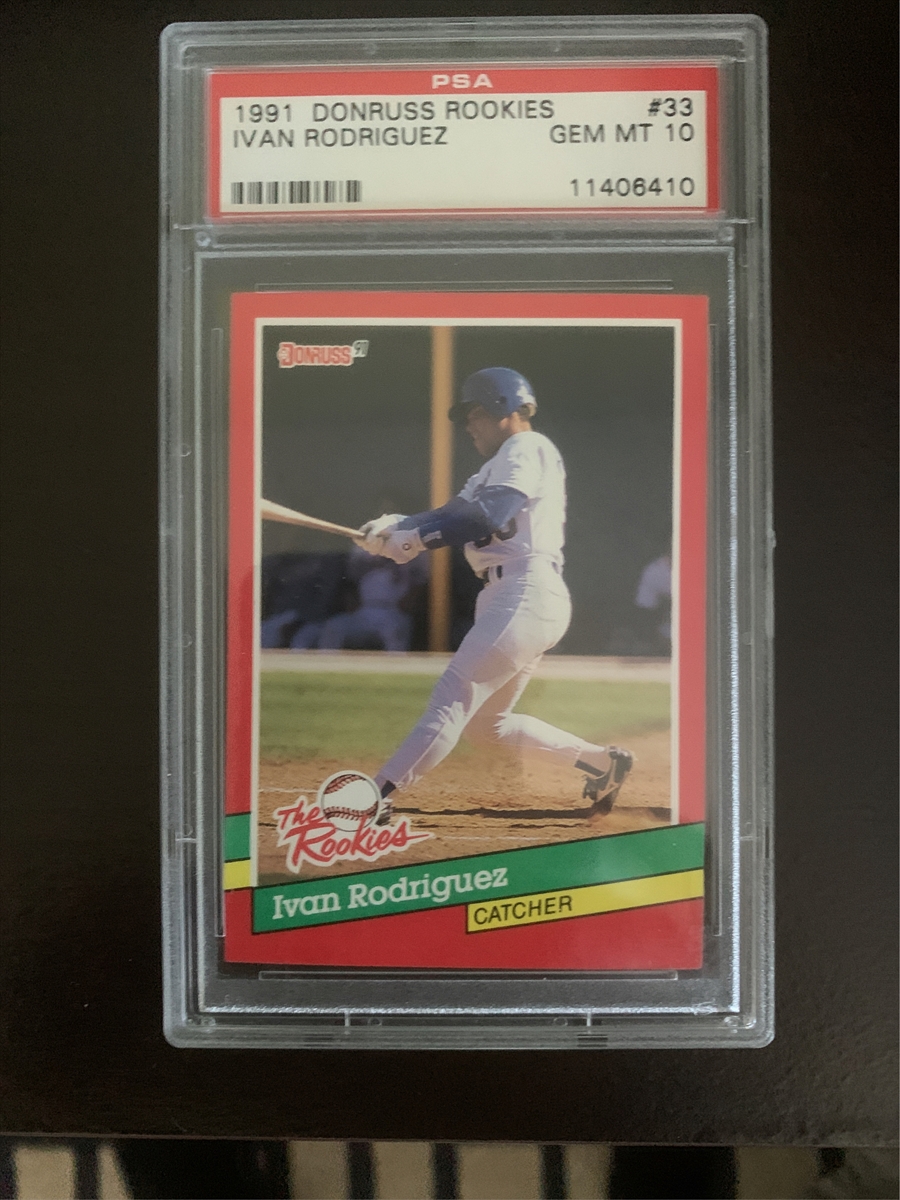 PSA
1991 DONRUSS ROOKIES #33
IVAN RODRIGUEZ GEM MT 10
11406410
DONRUSS 91
The
Rookies
Ivan Rodriguez
CATCHER